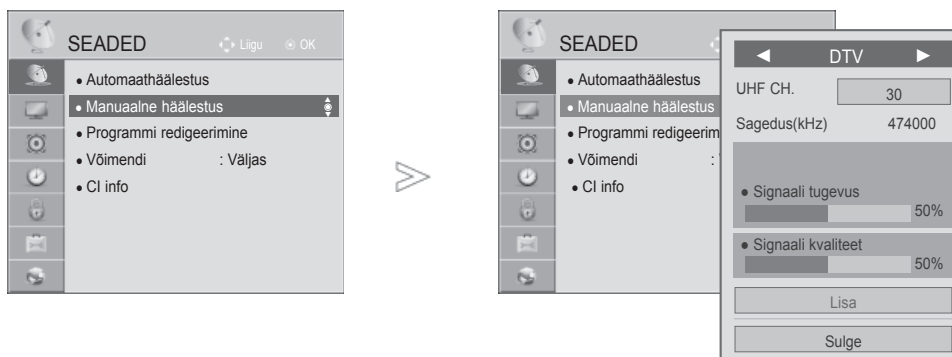 SEADED
Liigu
OK
● Automaathäälestus
● Manuaalne häälestus
● Programmi redigeerimine
● Võimendi : Väljas
● CI info
SEADED
● Automaathäälestus
● Manuaalne häälestus
● Programmi redigeerim
● Võimendi :
● CI info
◄ DTV ►
UHF CH. 30
Sagedus(kHz) 474000
● Signaali tugevus
50%
● Signaali kvaliteet
50%
Lisa
Sulge